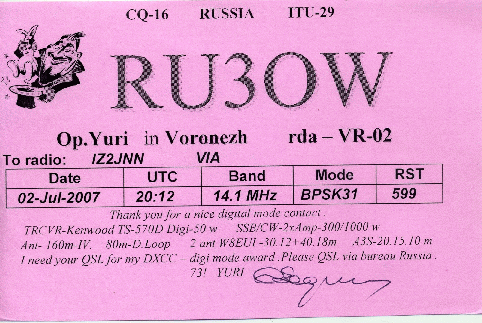 CQ-16 RUSSIA ITU-29
RU3OW
Op.Yuri in Voronezh rda – VR-02
To radio: IZ2JNN VIA
Date UTC Band Mode RST
02-Jul-2007 20:12 14.1 MHz BPSK31 599
Thank you for a nice digital mode contact .
TRCVR-Kenwood TS-570D Digi-50 w SSB/CW-2xAmp-300/1000 w
Ant- 160m IV. 80m-D.Loop 2 ant W8EUI -30.12+40.18m A3S-20.15.10 m
I need your QSL for my DXCC – digi mode award .Please QSL via bureau Russia .
73! YURI